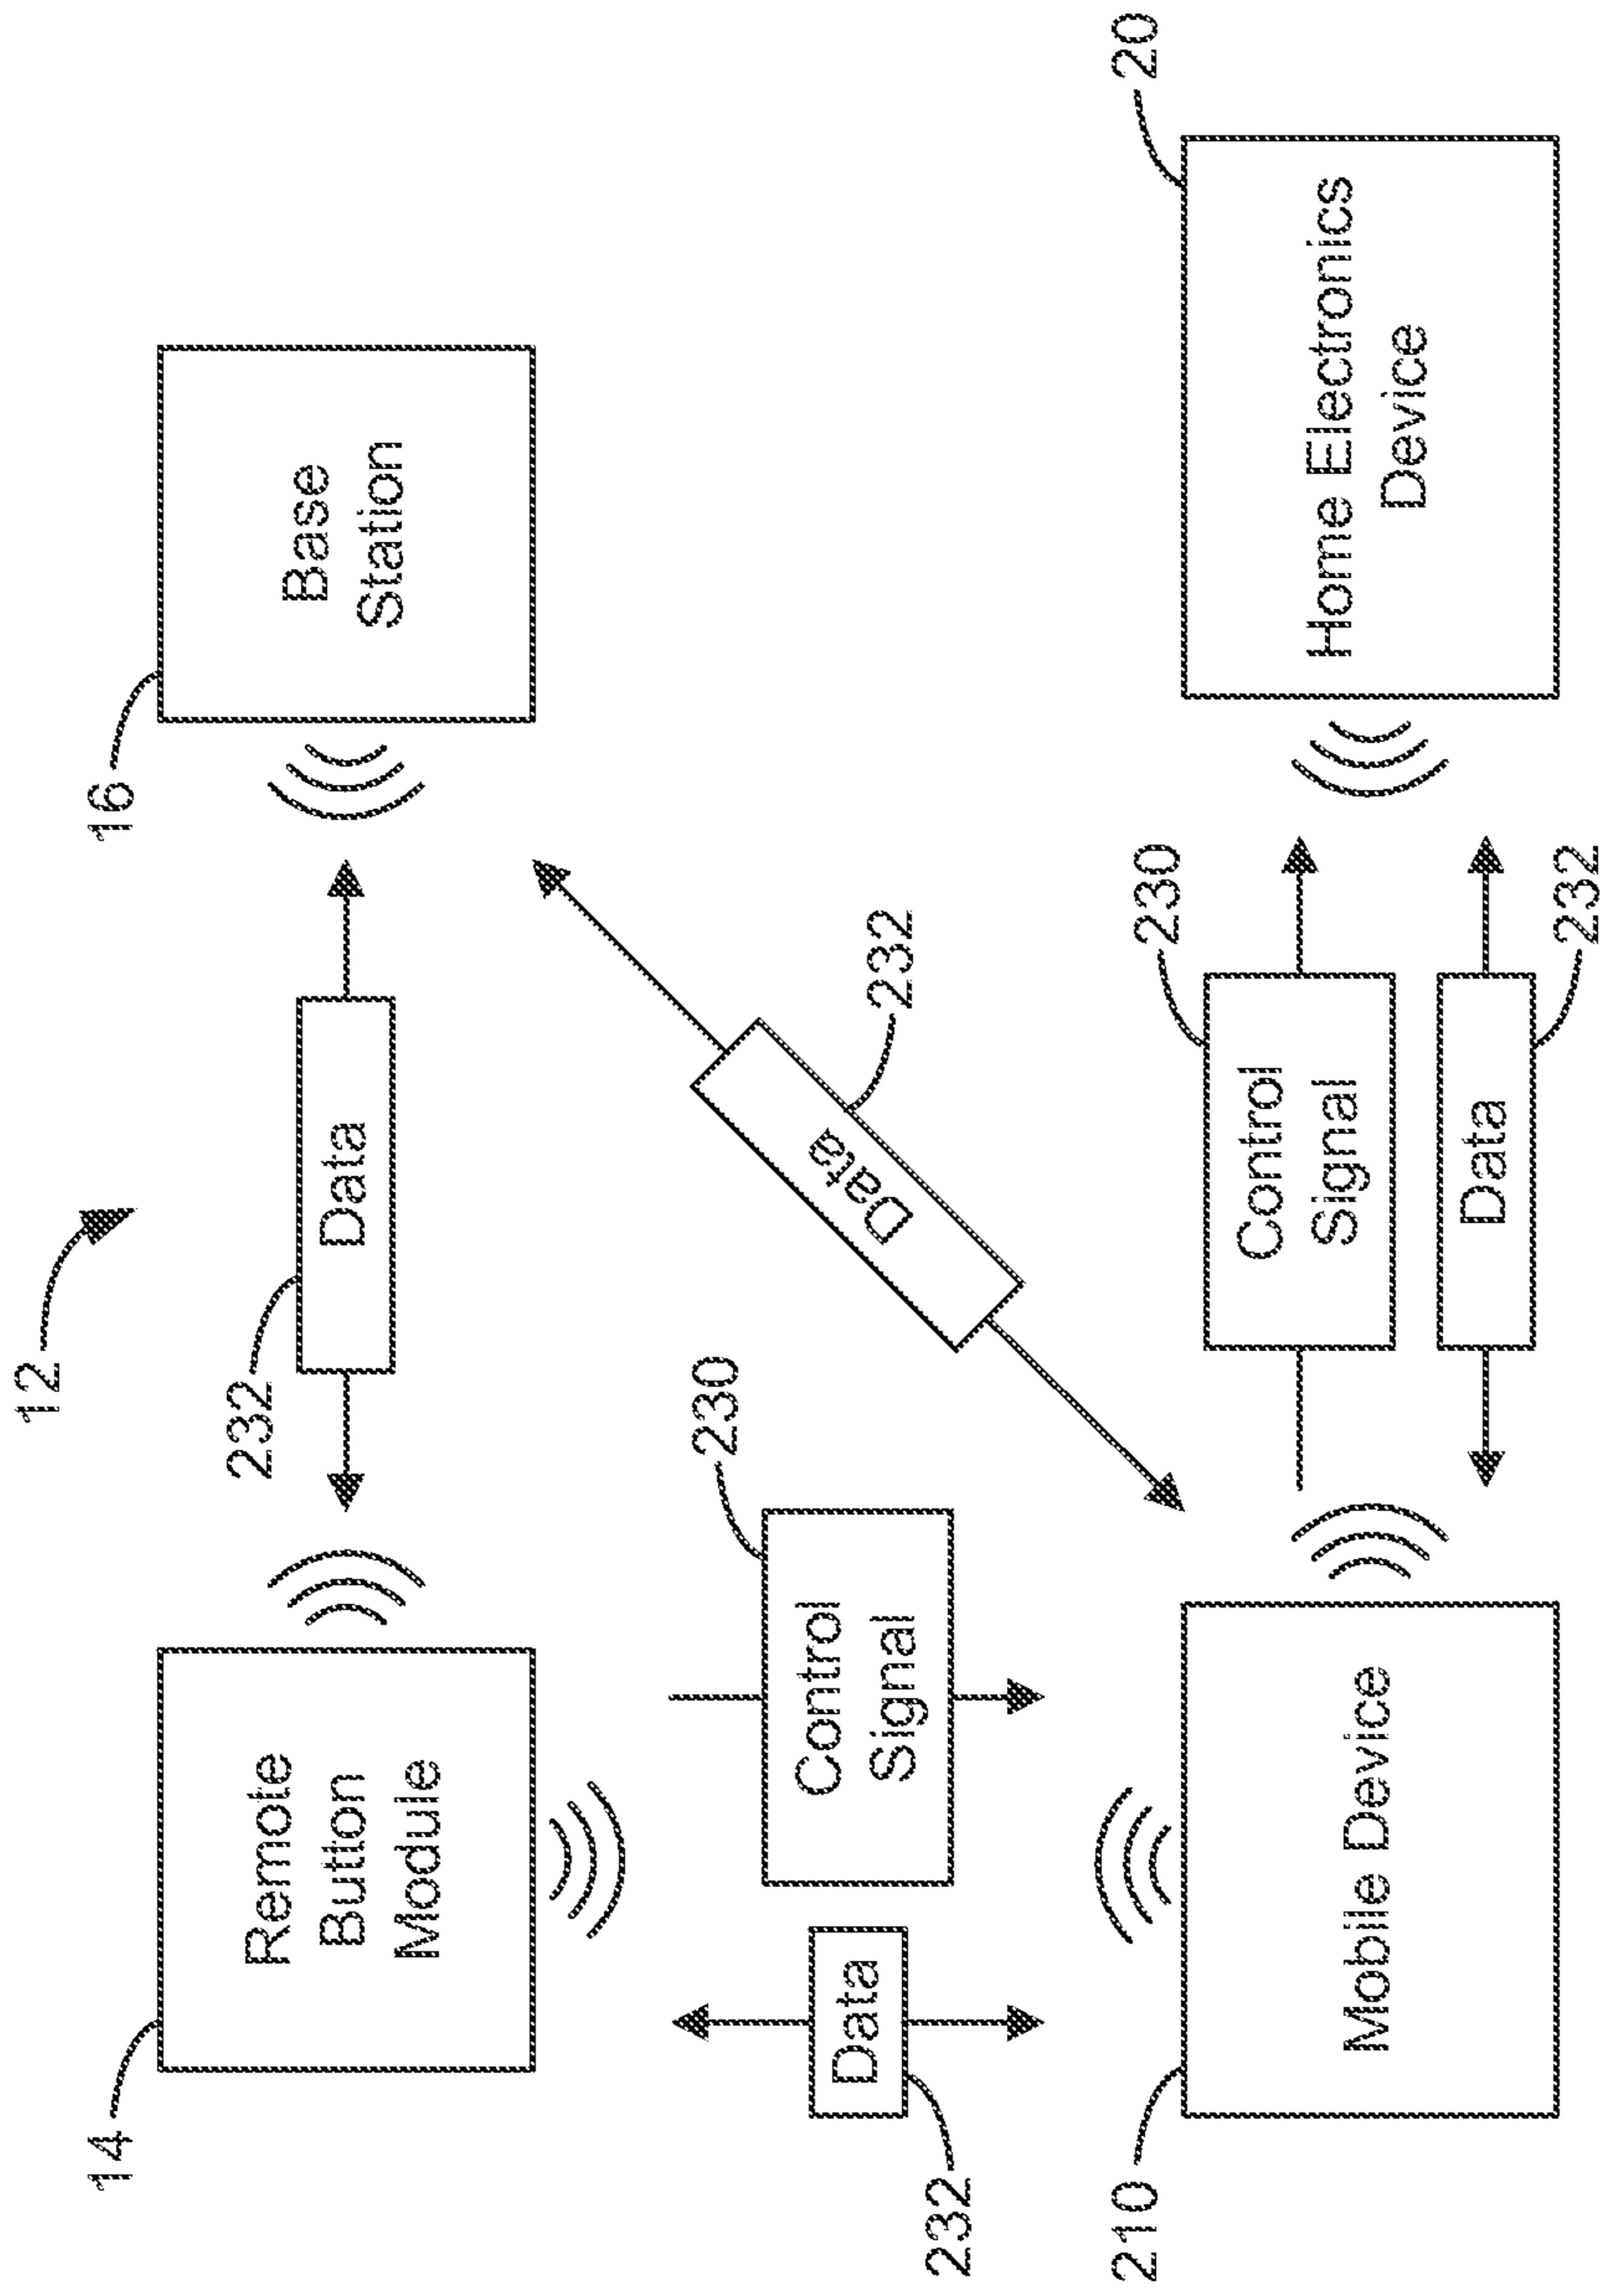 12
14
16
Remote
Button
Module
232
Data
Base
Station
232
Data
230
Control
Signal
Data
232
210
20
Mobile Device
230
Control
Signal
Data
232
Home Electronics
Device